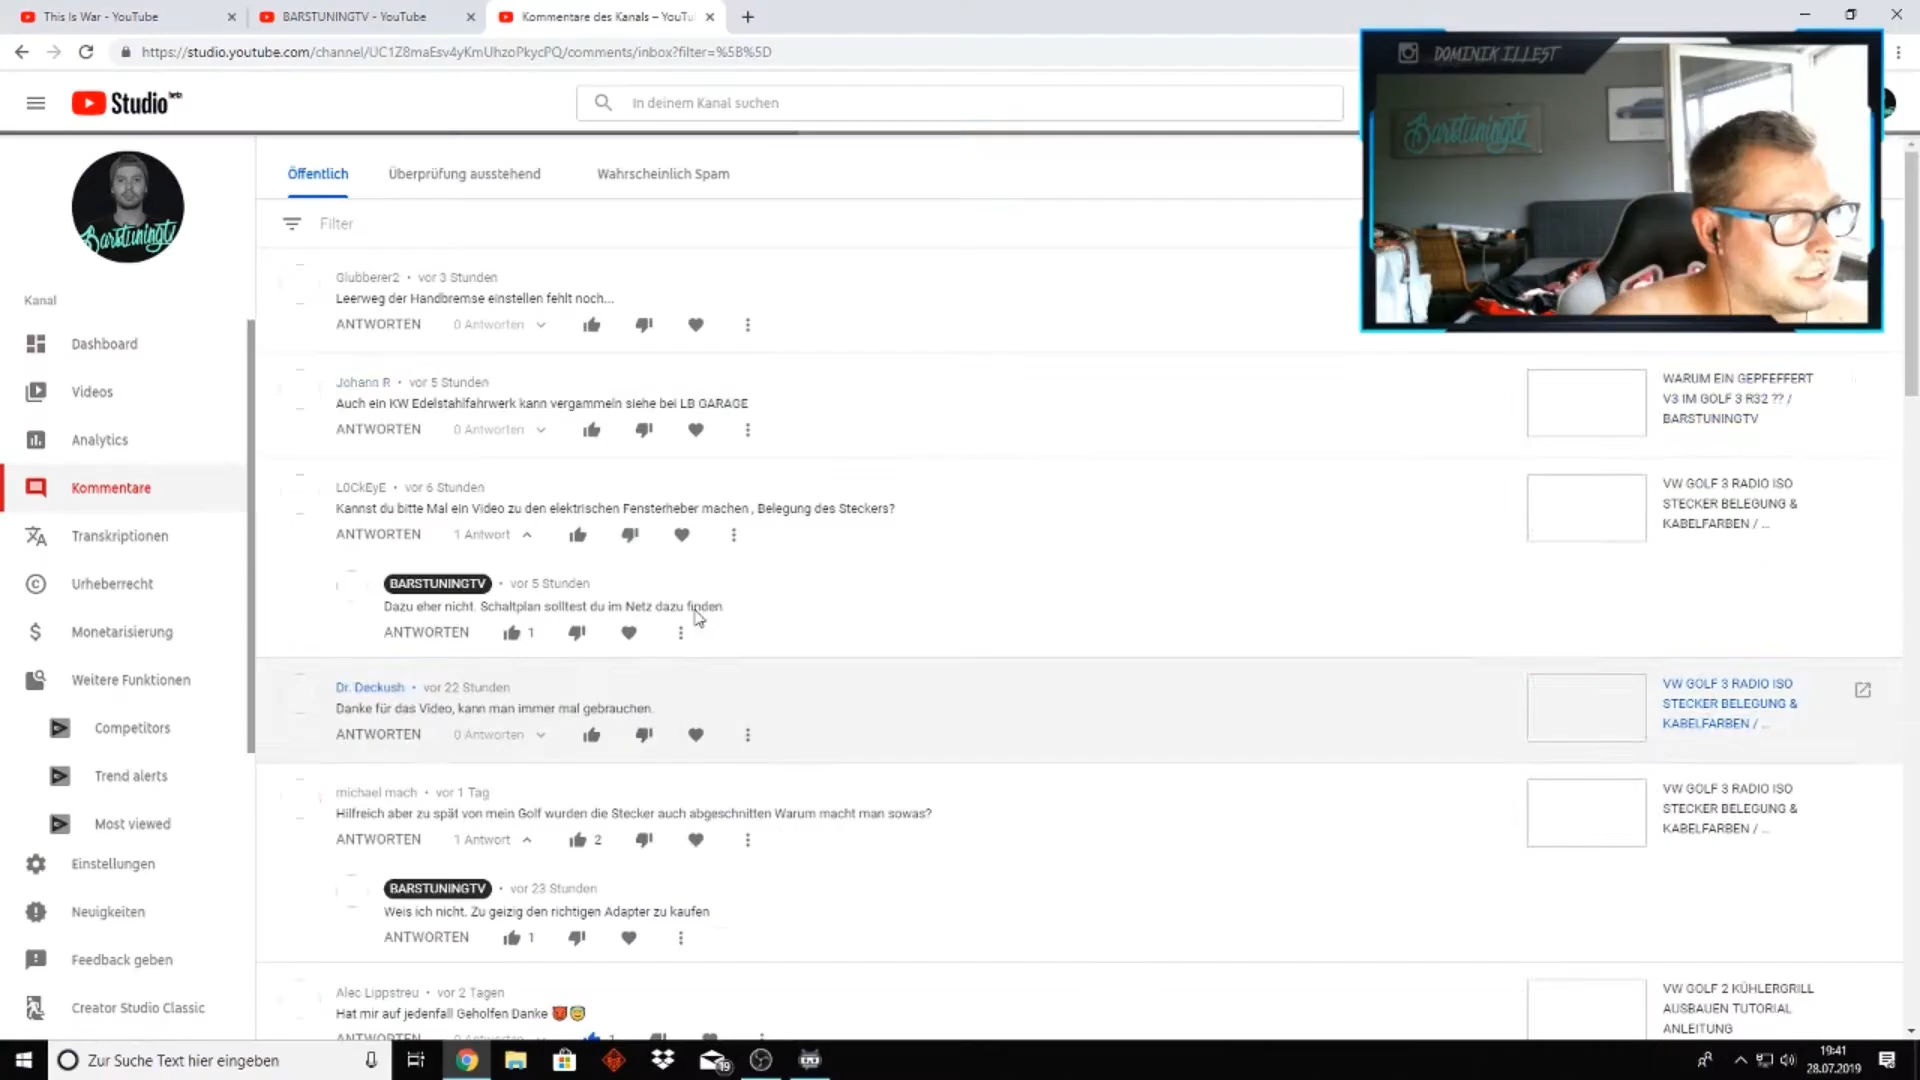 This Is War - YouTube
BARSTUNINGTV - YouTube
Kommentare des Kanals – YouTu
https://studio.youtube.com/channel/UC1Z8maEsv4yKmUhzoPkycPQ/comments/inbox?filter=%5B%5D
DOMINIK ILLEST
Barstuningtv
Studio beta
In deinem Kanal suchen
Barstuningtv
Kanal
Dashboard
Videos
Analytics
Kommentare
Transkriptionen
Urheberrecht
Monetarisierung
Weitere Funktionen
Competitors
Trend alerts
Most viewed
Einstellungen
Neuigkeiten
Feedback geben
Creator Studio Classic
Öffentlich
Überprüfung ausstehend
Wahrscheinlich Spam
Filter
Glubberer2 • vor 3 Stunden
Leerweg der Handbremse einstellen fehlt noch...
ANTWORTEN 0 Antworten
Johann R • vor 5 Stunden
Auch ein KW Edelstahlfahrwerk kann vergammeln siehe bei LB GARAGE
ANTWORTEN 0 Antworten
WARUM EIN GEPFEFFERT
V3 IM GOLF 3 R32 ?? /
BARSTUNINGTV
L0CkEyE • vor 6 Stunden
Kannst du bitte Mal ein Video zu den elektrischen Fensterheber machen , Belegung des Steckers?
ANTWORTEN 1 Antwort
VW GOLF 3 RADIO ISO
STECKER BELEGUNG &
KABELFARBEN / ...
BARSTUNINGTV • vor 5 Stunden
Dazu eher nicht. Schaltplan solltest du im Netz dazu finden
ANTWORTEN 1
Dr. Deckush • vor 22 Stunden
Danke für das Video, kann man immer mal gebrauchen.
ANTWORTEN 0 Antworten
VW GOLF 3 RADIO ISO
STECKER BELEGUNG &
KABELFARBEN / ...
michael mach • vor 1 Tag
Hilfreich aber zu spät von mein Golf wurden die Stecker auch abgeschnitten Warum macht man sowas?
ANTWORTEN 1 Antwort 2
VW GOLF 3 RADIO ISO
STECKER BELEGUNG &
KABELFARBEN / ...
BARSTUNINGTV • vor 23 Stunden
Weis ich nicht. Zu geizig den richtigen Adapter zu kaufen
ANTWORTEN 1
Alec Lippstreu • vor 2 Tagen
Hat mir auf jedenfall Geholfen Danke 👿😇
ANTWORTEN 0 Antworten 1
VW GOLF 2 KÜHLERGRILL
AUSBAUEN TUTORIAL
ANLEITUNG
Zur Suche Text hier eingeben
19
19:41
28.07.2019